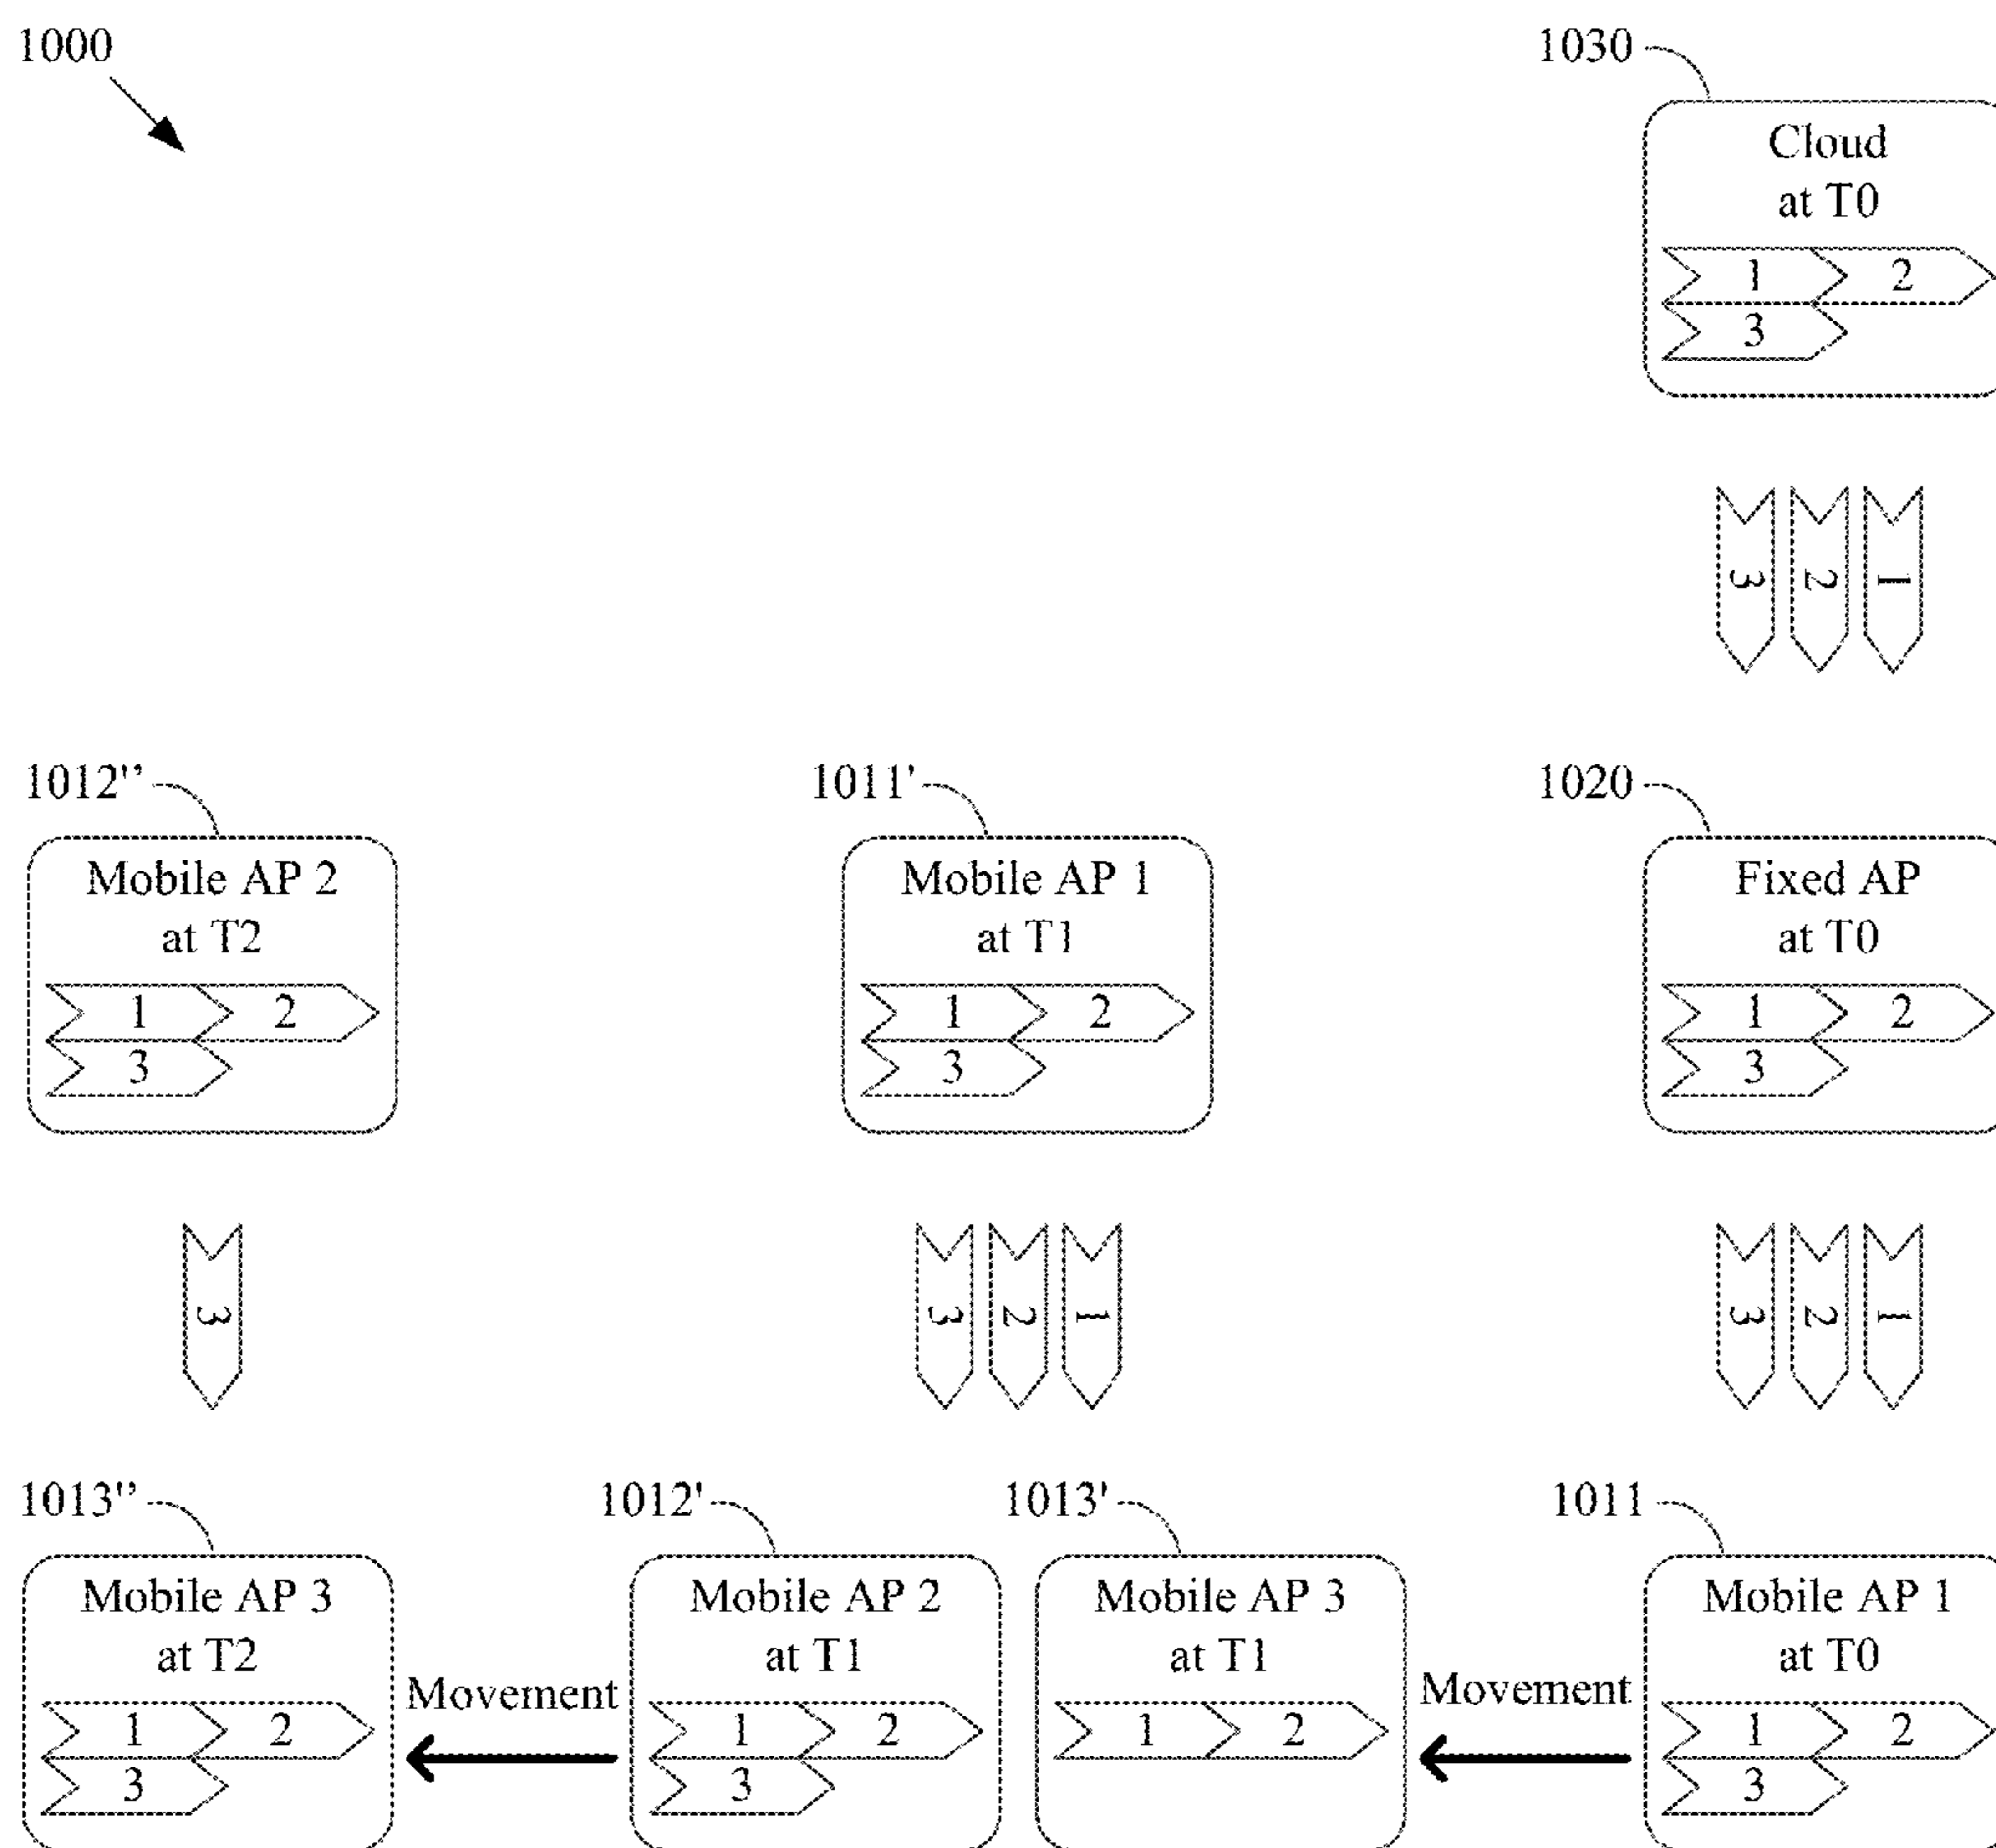 1000
1030
Cloud
at T0
1 2
3
3 2 1
1012''
1011'
1020
Mobile AP 2
at T2
1 2
3
Mobile AP 1
at T1
1 2
3
Fixed AP
at T0
1 2
3
3
3 2 1
3 2 1
1013''
1012'
1013'
1011
Mobile AP 3
at T2
1 2
3
Movement
Mobile AP 2
at T1
1 2
3
Mobile AP 3
at T1
1 2
Movement
Mobile AP 1
at T0
1 2
3